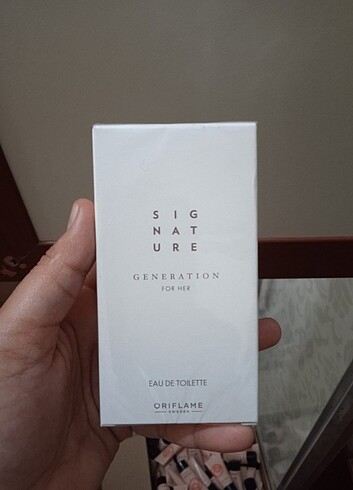 SIG
NAT
URE
GENERATION
FOR HER
EAU DE TOILETTE
ORIFLAME
SWEDEN